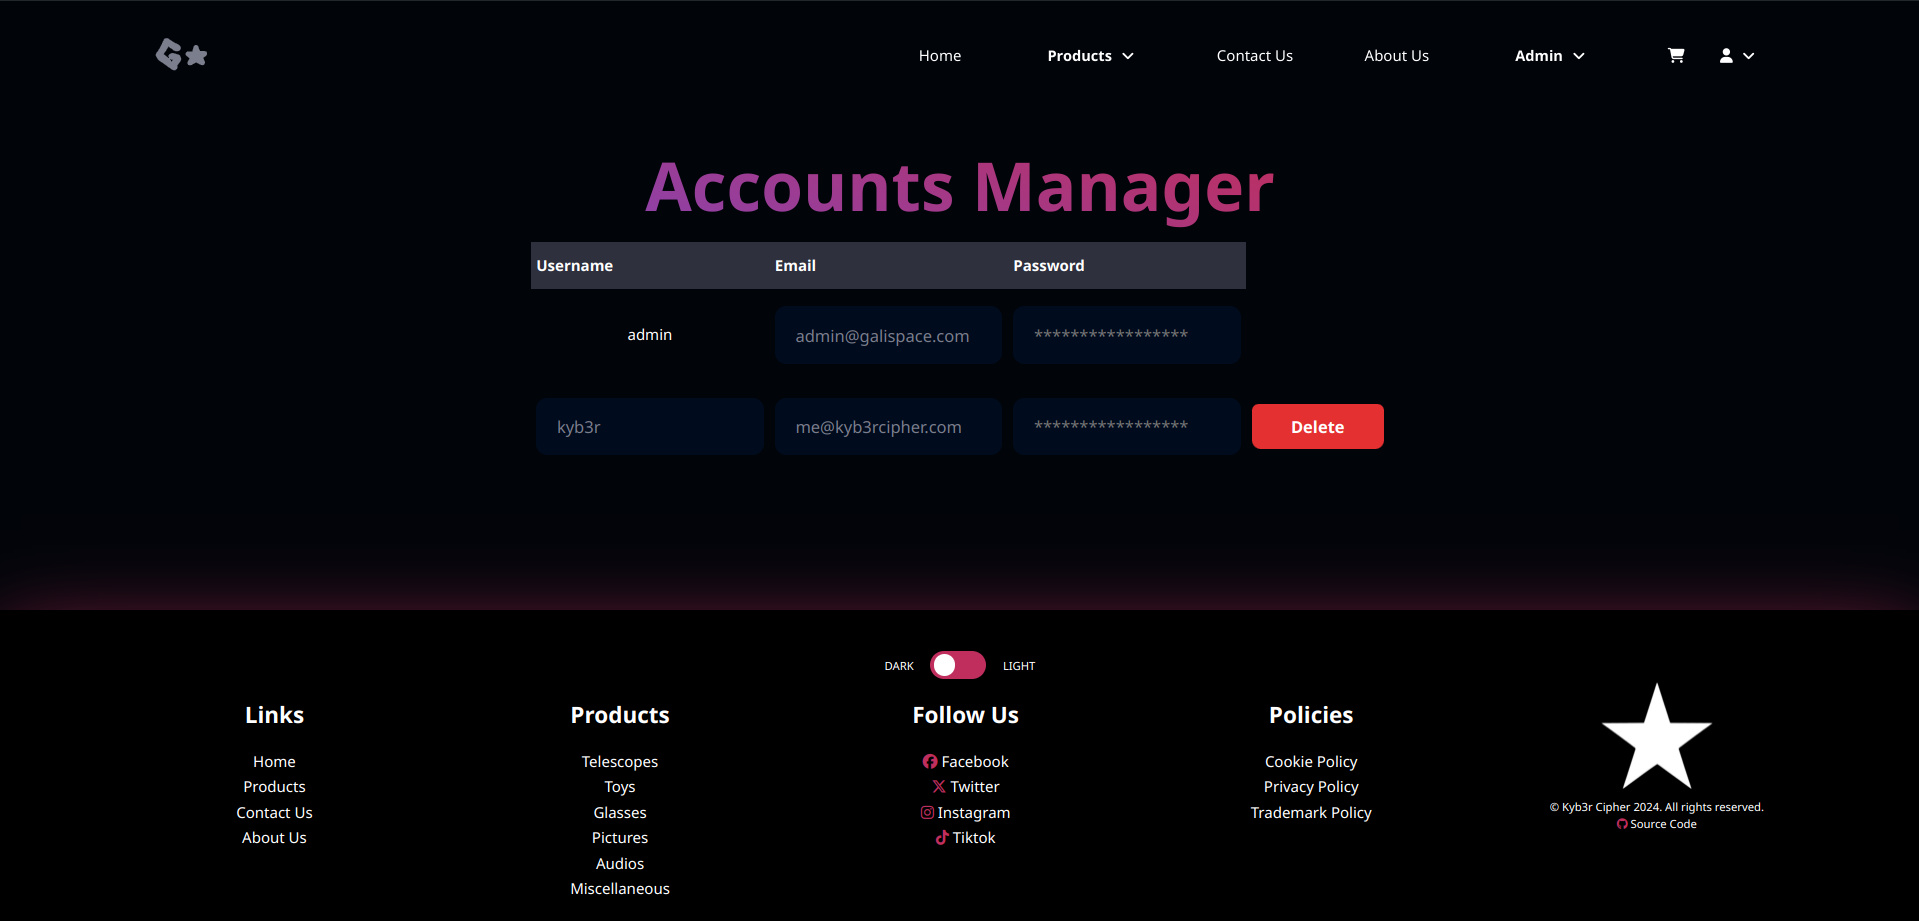 Home Products Contact Us About Us Admin
Accounts Manager
Username Email Password
admin admin@galispace.com *****************
kyb3r me@kyb3rcipher.com ***************** Delete
DARK LIGHT
Links
Home
Products
Contact Us
About Us
Products
Telescopes
Toys
Glasses
Pictures
Audios
Miscellaneous
Follow Us
Facebook
Twitter
Instagram
Tiktok
Policies
Cookie Policy
Privacy Policy
Trademark Policy
© Kyb3r Cipher 2024. All rights reserved.
Source Code